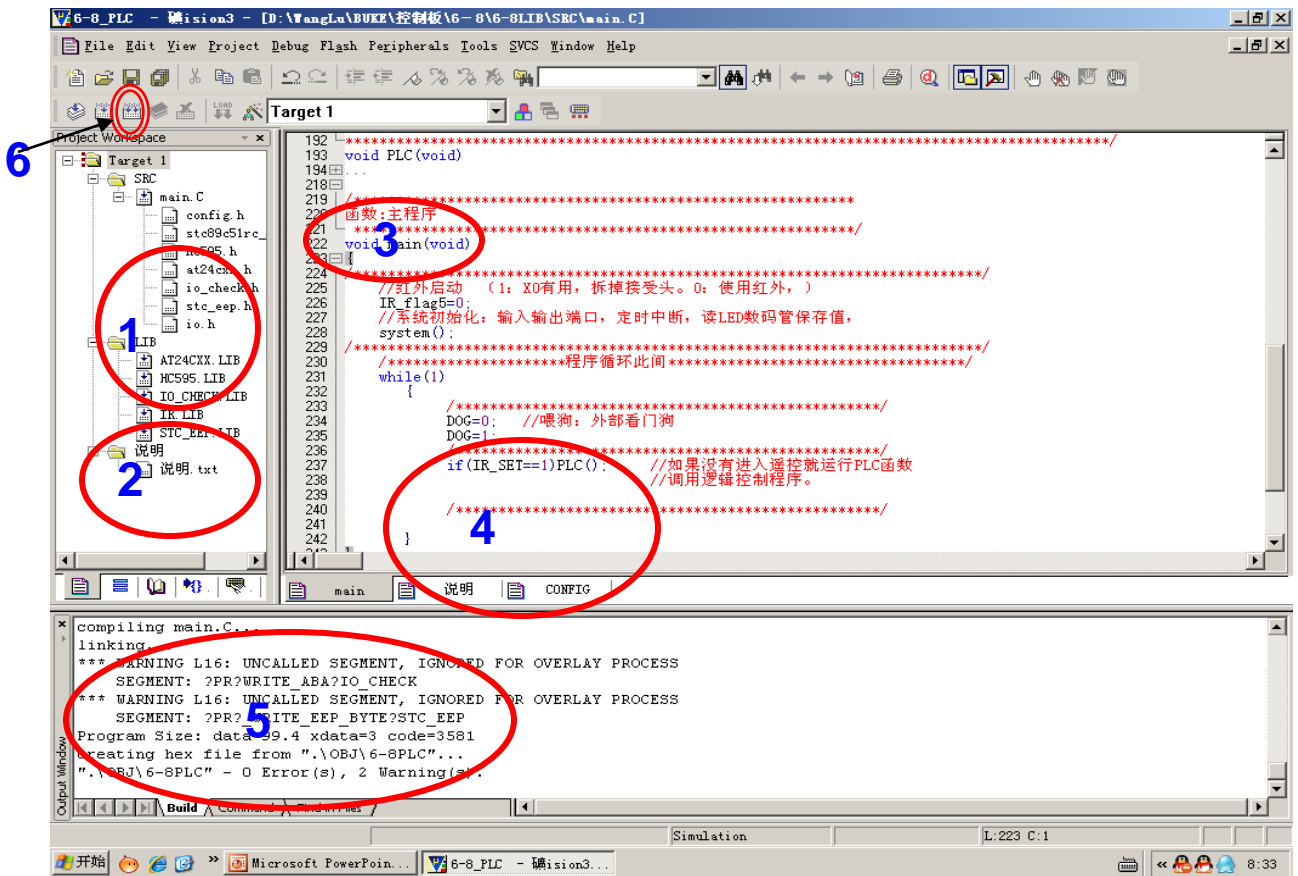 6-8_PLC - 礦ision3 - [D:\WangLu\BUKE\控制板\6－8\6-8LIB\SRC\main.C]
File Edit View Project Debug Flash Peripherals Tools SVCS Window Help
LOAD
Target 1
6
Project Workspace
Target 1
SRC
main.C
config.h
stc89c51rc_
hc595.h
at24cxx.h
io_check.h
stc_eep.h
io.h
1
LIB
AT24CXX.LIB
HC595.LIB
IO_CHECK.LIB
IR.LIB
STC_EEP.LIB
说明
说明.txt
2
192 ****************************************************************************************/
193 void PLC(void)
194 ...
218
219 /**********************************************************
220 函数:主程序
221 **********************************************************/
3
222 void main(void)
223 {
224 /*************************************************************************/
225 //红外启动 （1：X0有用，拆掉接受头。0：使用红外，）
226 IR_flag5=0;
227 //系统初始化：输入输出端口，定时中断，读LED数码管保存值，
228 system();
229 /*************************************************************************/
230 /*********************程序循环此间**********************************/
231 while(1)
232 {
233 /*************************************************/
234 DOG=0; //喂狗：外部看门狗
235 DOG=1;
236 /*************************************************/
237 if(IR_SET==1)PLC(); //如果没有进入遥控就运行PLC函数
238 //调用逻辑控制程序。
239
240 /*************************************************/
241
242 }
243 }
4
main 说明 CONFIG
compiling main.C...
linking...
*** WARNING L16: UNCALLED SEGMENT, IGNORED FOR OVERLAY PROCESS
SEGMENT: ?PR?WRITE_ABA?IO_CHECK
*** WARNING L16: UNCALLED SEGMENT, IGNORED FOR OVERLAY PROCESS
SEGMENT: ?PR?_WRITE_EEP_BYTE?STC_EEP
5
Program Size: data=99.4 xdata=3 code=3581
creating hex file from ".\OBJ\6-8PLC"...
".\OBJ\6-8PLC" - 0 Error(s), 2 Warning(s).
Output Window
Build Command Find in Files
Simulation L:223 C:1
开始 » Microsoft PowerPoin... 6-8_PLC - 礦ision3... « 8:33